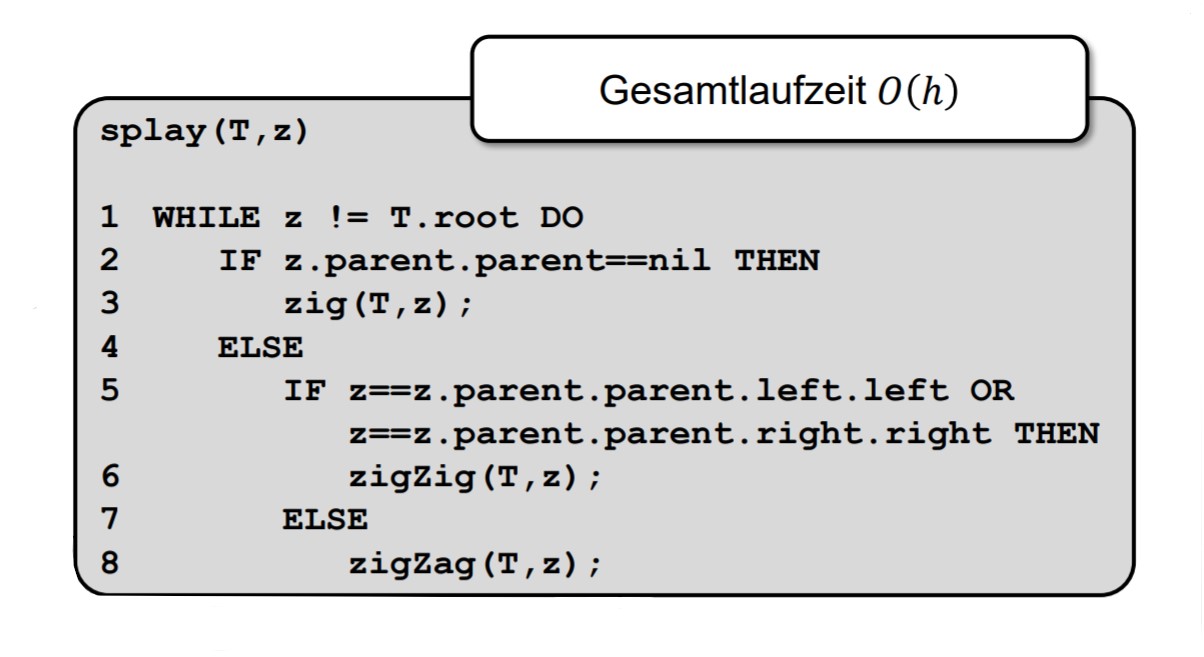 Gesamtlaufzeit O(h)
splay(T,z)
1 WHILE z != T.root DO
2 IF z.parent.parent==nil THEN
3 zig(T,z);
4 ELSE
5 IF z==z.parent.parent.left.left OR
z==z.parent.parent.right.right THEN
6 zigZig(T,z);
7 ELSE
8 zigZag(T,z);